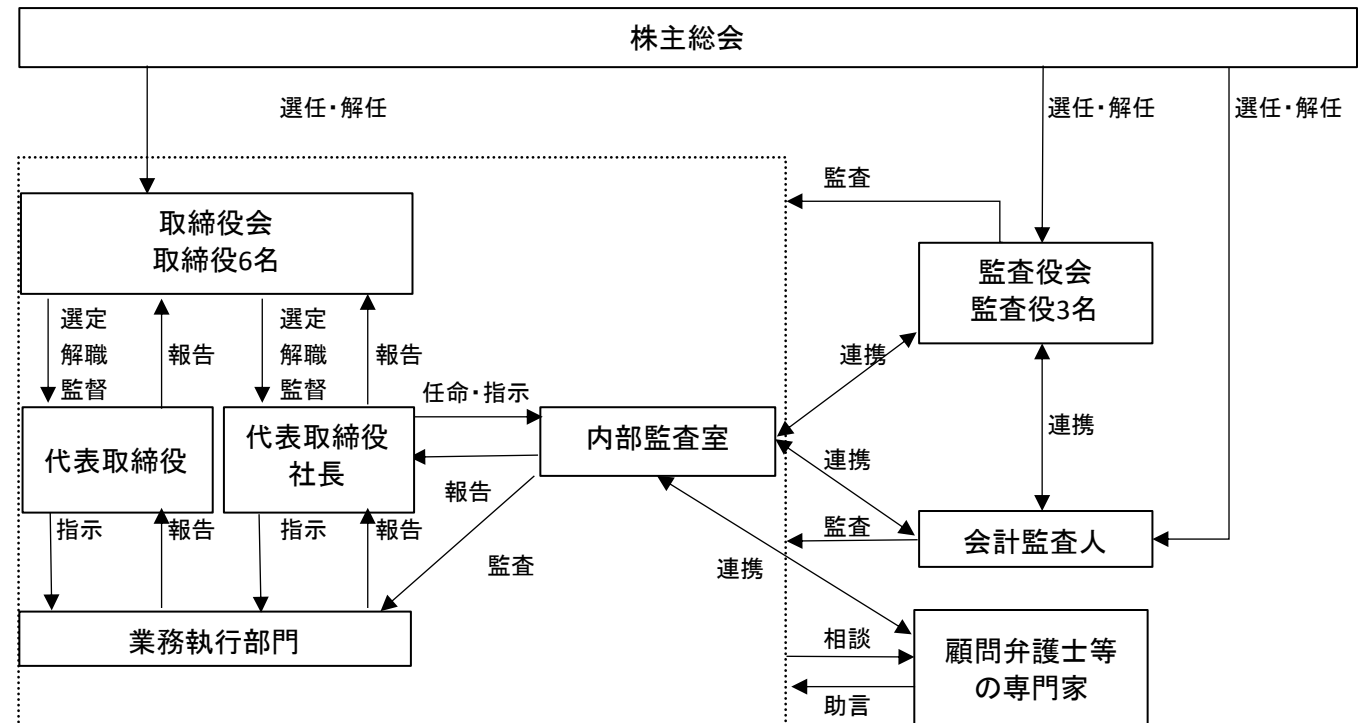 株主総会
選任・解任
選任・解任
選任・解任
監査
取締役会
取締役6名
監査役会
監査役3名
選定
解職
監督
報告
選定
解職
監督
報告
連携
任命・指示
代表取締役
代表取締役
社長
内部監査室
連携
連携
報告
指示
報告
指示
報告
監査
会計監査人
監査
連携
業務執行部門
相談
顧問弁護士等
の専門家
助言